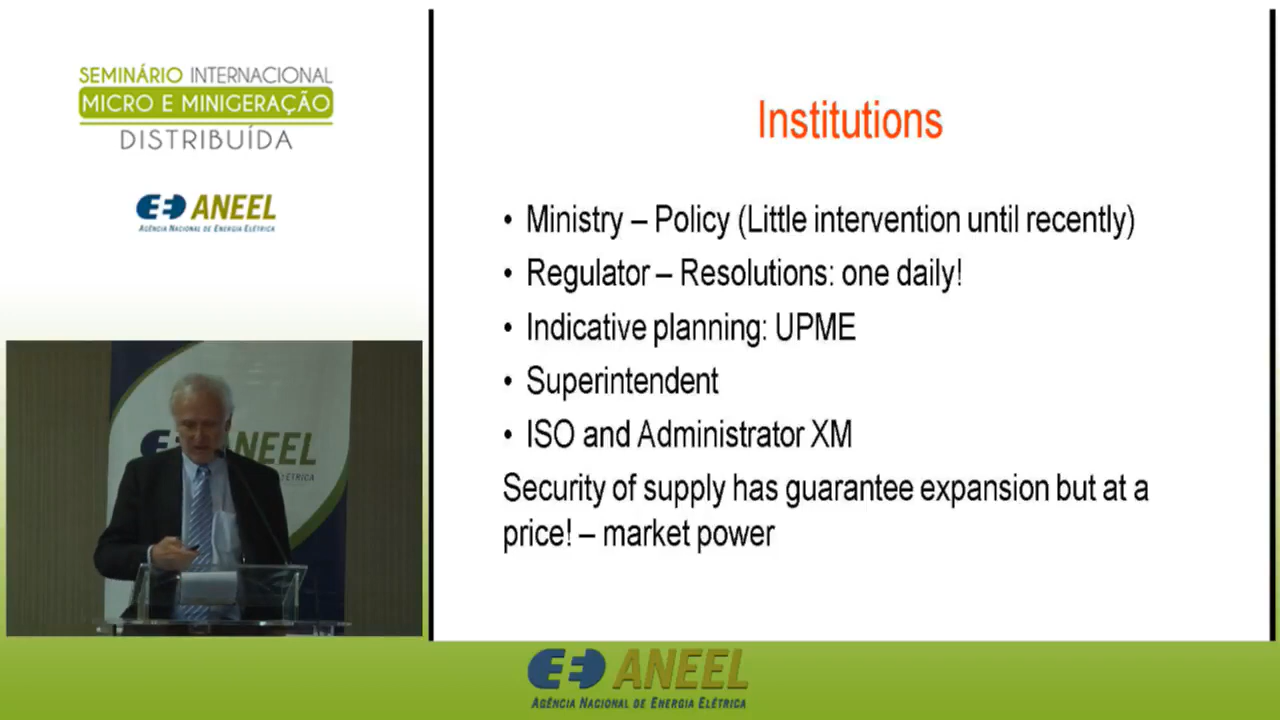 SEMINÁRIO INTERNACIONAL
MICRO E MINIGERAÇÃO
DISTRIBUÍDA
ANEEL
AGÊNCIA NACIONAL DE ENERGIA ELÉTRICA
ANEEL
ELÉTRICA
Institutions
• Ministry – Policy (Little intervention until recently)
• Regulator – Resolutions: one daily!
• Indicative planning: UPME
• Superintendent
• ISO and Administrator XM
Security of supply has guarantee expansion but at a
price! – market power
ANEEL
AGÊNCIA NACIONAL DE ENERGIA ELÉTRICA